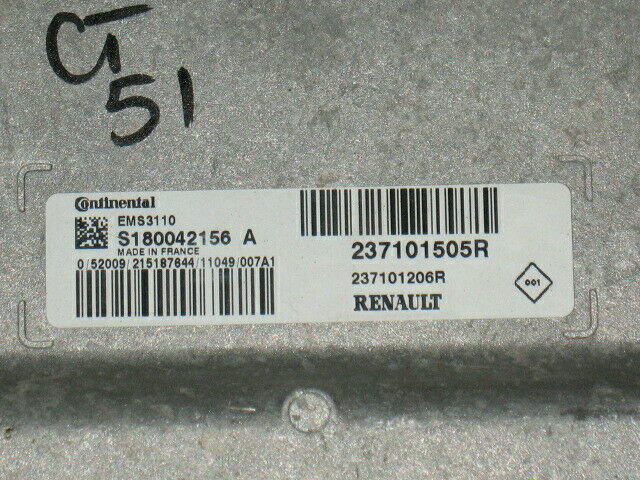 CT
51
Continental
EMS3110
S180042156 A
MADE IN FRANCE
0/52009/215187644/11049/007A1
237101505R
237101206R
RENAULT
001